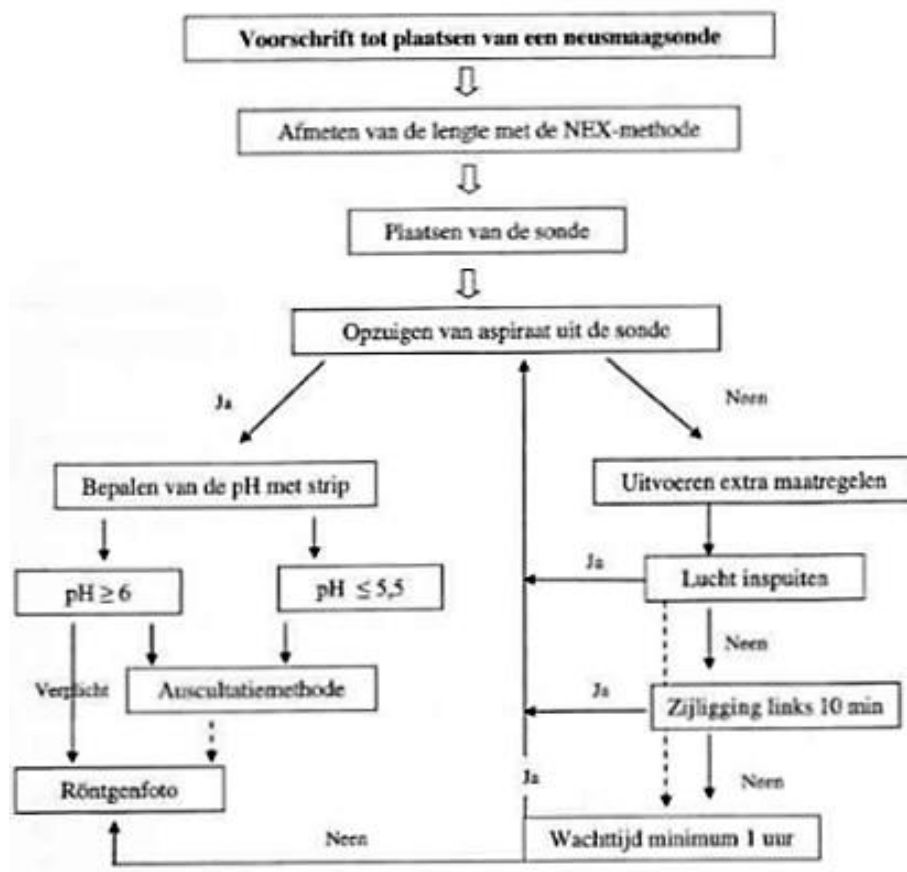 Voorschrift tot plaatsen van een neusmaagsonde
Afmeten van de lengte met de NEX-methode
Plaatsen van de sonde
Opzuigen van aspiraat uit de sonde
Ja
Neen
Bepalen van de pH met strip
Uitvoeren extra maatregelen
pH ≥ 6
pH ≤ 5,5
Ja
Lucht inspuiten
Neen
Verplicht
Auscultatiemethode
Ja
Zijligging links 10 min
Röntgenfoto
Ja
Neen
Neen
Wachttijd minimum 1 uur